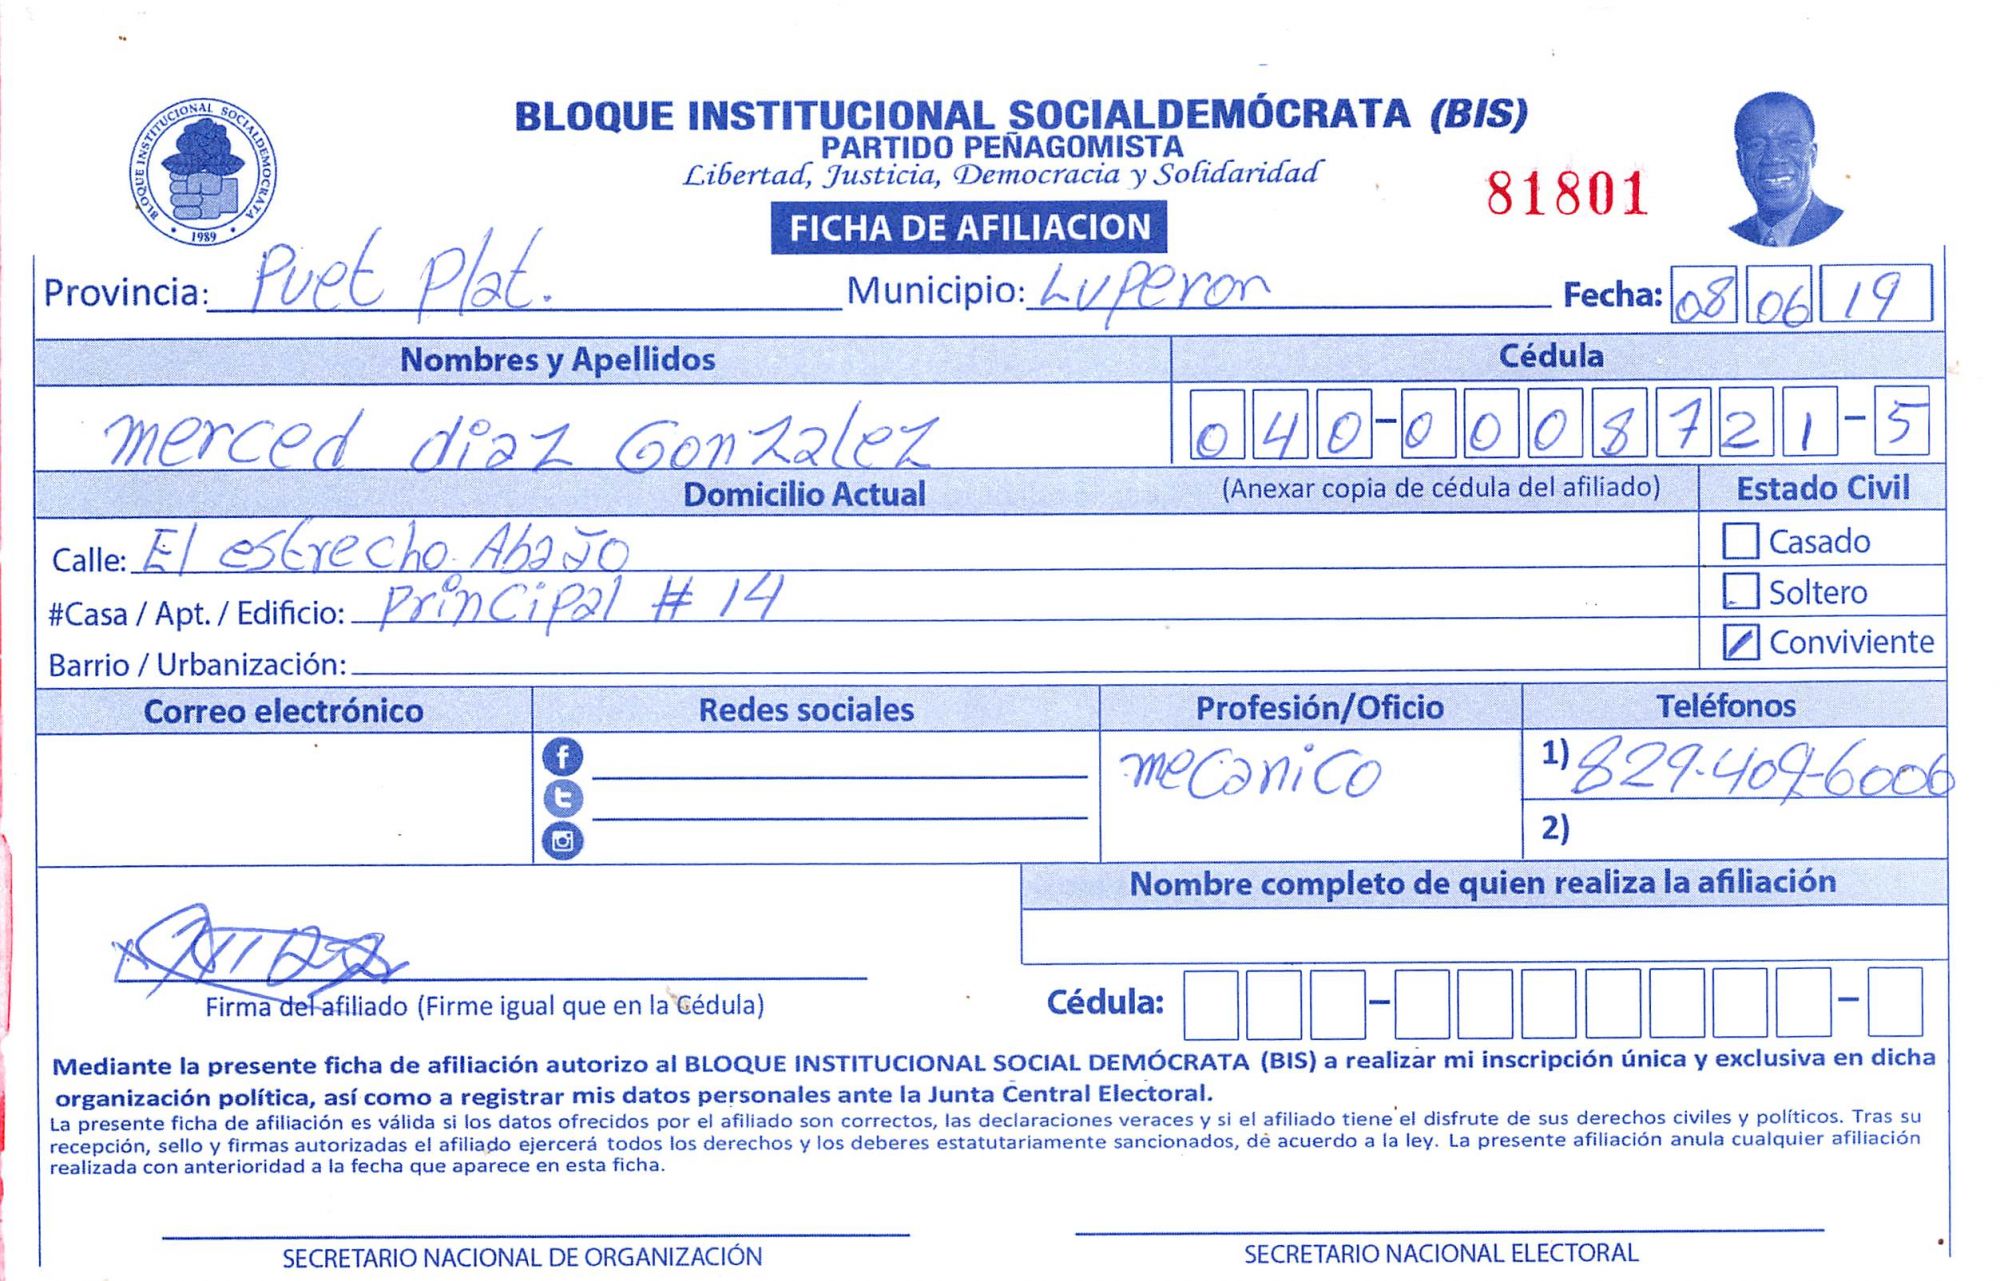 BLOQUE INSTITUCIONAL SOCIALDEMÓCRATA (BIS)
PARTIDO PEÑAGOMISTA
Libertad, Justicia, Democracia y Solidaridad
81801
FICHA DE AFILIACION
BLOQUE INSTITUCIONAL SOCIALDEMOCRATA
1989
Provincia: Puet Plat. Municipio: Luperon Fecha: 08 06 19
Nombres y Apellidos Cédula
merced diaz Gonzalez 040-0008721-5
Domicilio Actual (Anexar copia de cédula del afiliado) Estado Civil
Calle: El estrecho Abajo Casado
#Casa / Apt. / Edificio: Principal # 14 Soltero
Barrio / Urbanización: Conviviente
Correo electrónico Redes sociales Profesión/Oficio Teléfonos
mecanico 1) 829-409-6006
2)
Nombre completo de quien realiza la afiliación
Firma del afiliado (Firme igual que en la Cédula) Cédula:
Mediante la presente ficha de afiliación autorizo al BLOQUE INSTITUCIONAL SOCIAL DEMÓCRATA (BIS) a realizar mi inscripción única y exclusiva en dicha
organización política, así como a registrar mis datos personales ante la Junta Central Electoral.
La presente ficha de afiliación es válida si los datos ofrecidos por el afiliado son correctos, las declaraciones veraces y si el afiliado tiene el disfrute de sus derechos civiles y políticos. Tras su
recepción, sello y firmas autorizadas el afiliado ejercerá todos los derechos y los deberes estatutariamente sancionados, de acuerdo a la ley. La presente afiliación anula cualquier afiliación
realizada con anterioridad a la fecha que aparece en esta ficha.
SECRETARIO NACIONAL DE ORGANIZACIÓN SECRETARIO NACIONAL ELECTORAL